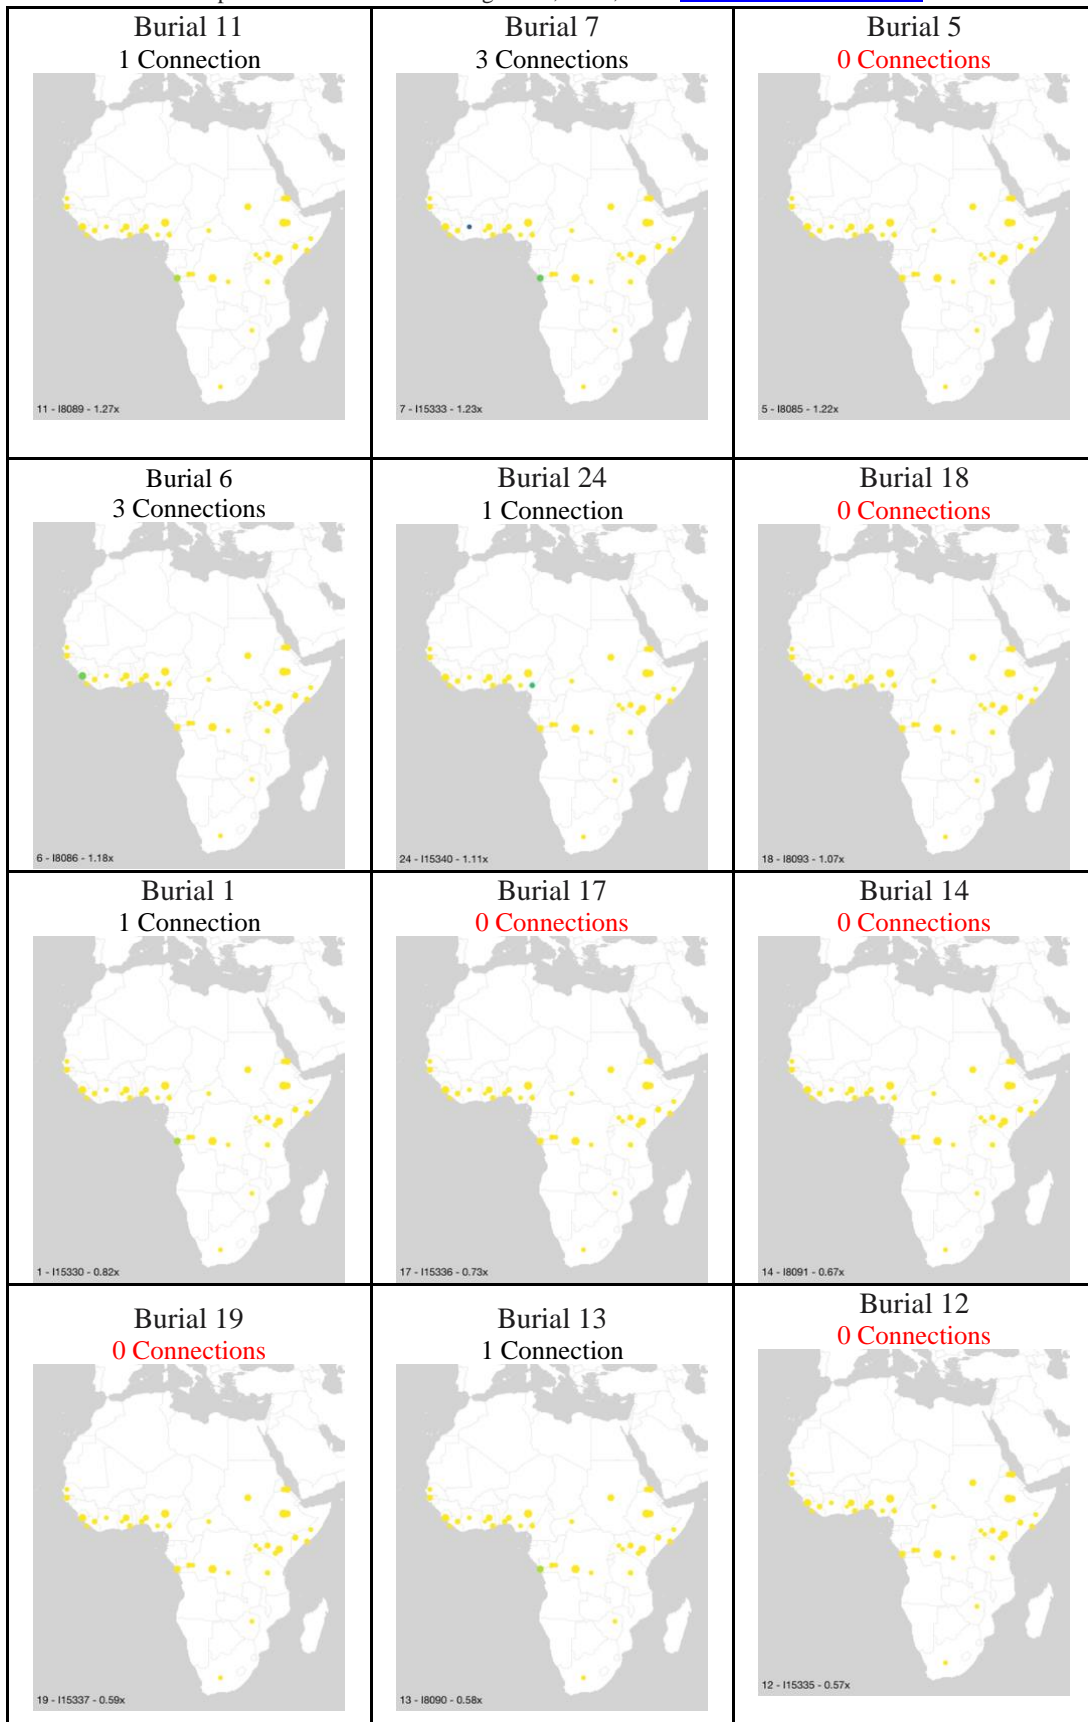 Burial 11
1 Connection
11 - I8089 - 1.27x
Burial 7
3 Connections
7 - I15333 - 1.23x
Burial 5
0 Connections
5 - I8085 - 1.22x
Burial 6
3 Connections
6 - I8086 - 1.18x
Burial 24
1 Connection
24 - I15340 - 1.11x
Burial 18
0 Connections
18 - I8093 - 1.07x
Burial 1
1 Connection
1 - I15330 - 0.82x
Burial 17
0 Connections
17 - I15336 - 0.73x
Burial 14
0 Connections
14 - I8091 - 0.67x
Burial 19
0 Connections
19 - I15337 - 0.59x
Burial 13
1 Connection
13 - I8090 - 0.58x
Burial 12
0 Connections
12 - I15335 - 0.57x